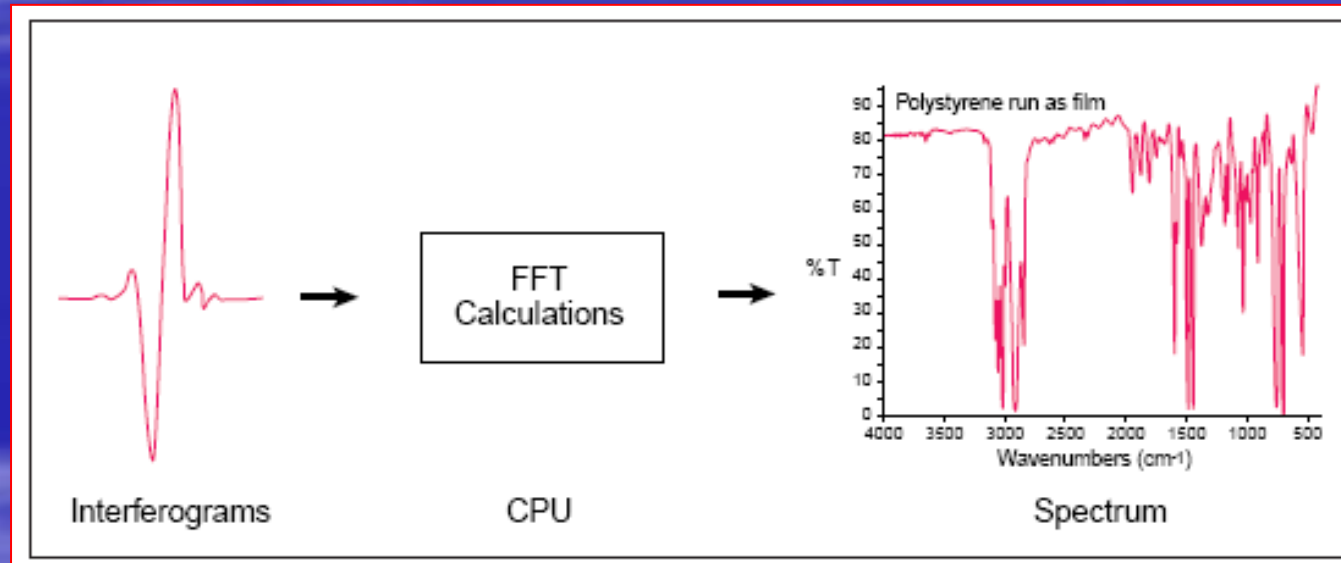 Polystyrene run as film
90
80
70
60
50
40
30
20
10
0
%T
4000 3500 3000 2500 2000 1500 1000 500
Wavenumbers (cm-1)
FFT
Calculations
Interferograms
CPU
Spectrum